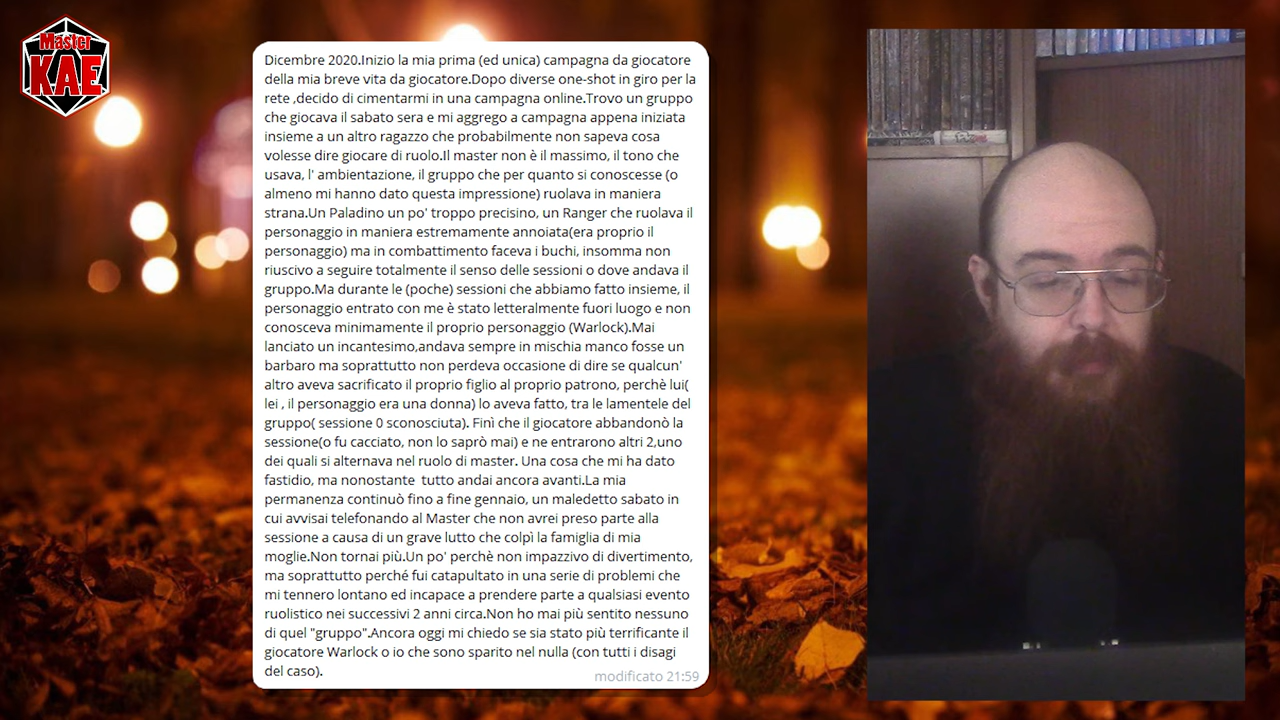 Master
KAE
Dicembre 2020.Inizio la mia prima (ed unica) campagna da giocatore
della mia breve vita da giocatore.Dopo diverse one-shot in giro per la
rete ,decido di cimentarmi in una campagna online.Trovo un gruppo
che giocava il sabato sera e mi aggrego a campagna appena iniziata
insieme a un altro ragazzo che probabilmente non sapeva cosa
volesse dire giocare di ruolo.Il master non è il massimo, il tono che
usava, l' ambientazione, il gruppo che per quanto si conoscesse (o
almeno mi hanno dato questa impressione) ruolava in maniera
strana.Un Paladino un po' troppo precisino, un Ranger che ruolava il
personaggio in maniera estremamente annoiata(era proprio il
personaggio) ma in combattimento faceva i buchi, insomma non
riuscivo a seguire totalmente il senso delle sessioni o dove andava il
gruppo.Ma durante le (poche) sessioni che abbiamo fatto insieme, il
personaggio entrato con me è stato letteralmente fuori luogo e non
conosceva minimamente il proprio personaggio (Warlock).Mai
lanciato un incantesimo,andava sempre in mischia manco fosse un
barbaro ma soprattutto non perdeva occasione di dire se qualcun'
altro aveva sacrificato il proprio figlio al proprio patrono, perchè lui(
lei , il personaggio era una donna) lo aveva fatto, tra le lamentele del
gruppo( sessione 0 sconosciuta). Finì che il giocatore abbandonò la
sessione(o fu cacciato, non lo saprò mai) e ne entrarono altri 2,uno
dei quali si alternava nel ruolo di master. Una cosa che mi ha dato
fastidio, ma nonostante  tutto andai ancora avanti.La mia
permanenza continuò fino a fine gennaio, un maledetto sabato in
cui avvisai telefonando al Master che non avrei preso parte alla
sessione a causa di un grave lutto che colpì la famiglia di mia
moglie.Non tornai più.Un po' perchè non impazzivo di divertimento,
ma soprattutto perché fui catapultato in una serie di problemi che
mi tennero lontano ed incapace a prendere parte a qualsiasi evento
ruolistico nei successivi 2 anni circa.Non ho mai più sentito nessuno
di quel "gruppo".Ancora oggi mi chiedo se sia stato più terrificante il
giocatore Warlock o io che sono sparito nel nulla (con tutti i disagi
del caso).
modificato 21:59